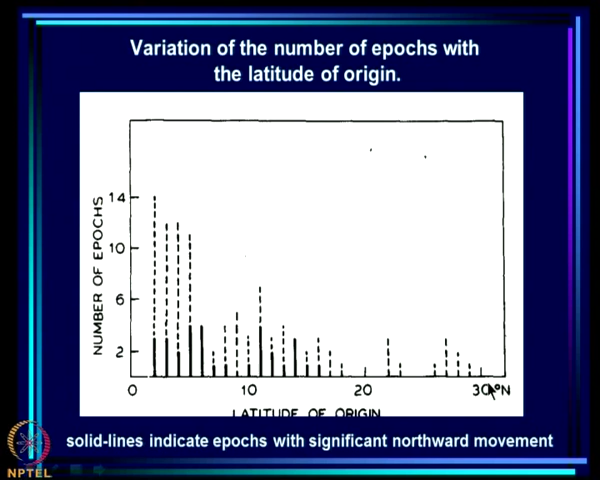 Variation of the number of epochs with
the latitude of origin.
NUMBER OF EPOCHS
14
10
6
2
0
10
20
30
°N
LATITUDE OF ORIGIN
solid-lines indicate epochs with significant northward movement
NPTEL